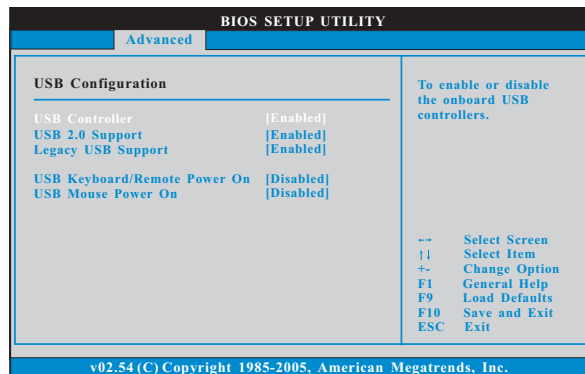 BIOS SETUP UTILITY
Advanced
USB Configuration
USB Controller [Enabled]
USB 2.0 Support [Enabled]
Legacy USB Support [Enabled]
USB Keyboard/Remote Power On [Disabled]
USB Mouse Power On [Disabled]
To enable or disable
the onboard USB
controllers.
←→ Select Screen
↑↓ Select Item
+- Change Option
F1 General Help
F9 Load Defaults
F10 Save and Exit
ESC Exit
v02.54 (C) Copyright 1985-2005, American Megatrends, Inc.